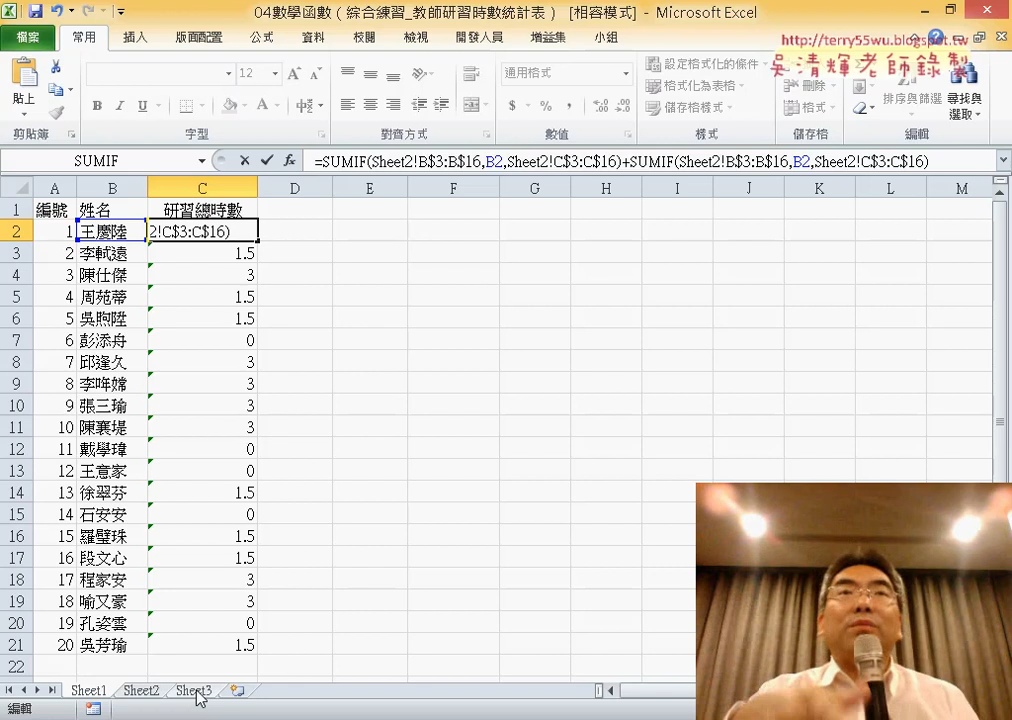 04數學函數（綜合練習_教師研習時數統計表） [相容模式] - Microsoft Excel
檔案 常用 插入 版面配置 公式 資料 校閱 檢視 開發人員 增益集 小組
http://terry55wu.blogspot.tw
吳清輝老師錄製
貼上
12
B I U
通用格式
$ % ,
設定格式化的條件
格式化為表格
儲存格樣式
刪除
格式
排序與篩選 尋找與選取
剪貼簿 字型 對齊方式 數值 樣式 儲存格 編輯
SUMIF =SUMIF(Sheet2!B$3:B$16,B2,Sheet2!C$3:C$16)+SUMIF(Sheet2!B$3:B$16,B2,Sheet2!C$3:C$16)
A B C D E F G H I J K L M
1 編號 姓名 研習總時數
2 1 王慶陸 2!C$3:C$16)
3 2 李軾遠 1.5
4 3 陳仕傑 3
5 4 周苑蒂 1.5
6 5 吳煦陞 1.5
7 6 彭添舟 0
8 7 邱逢久 3
9 8 李哖嫦 3
10 9 張三瑜 3
11 10 陳襄堤 3
12 11 戴學瑋 0
13 12 王意家 0
14 13 徐翠芬 1.5
15 14 石安安 0
16 15 羅璧珠 1.5
17 16 段文心 1.5
18 17 程家安 3
19 18 喻又豪 3
20 19 孔姿雲 0
21 20 吳芳瑜 1.5
22
Sheet1 Sheet2 Sheet3
編輯